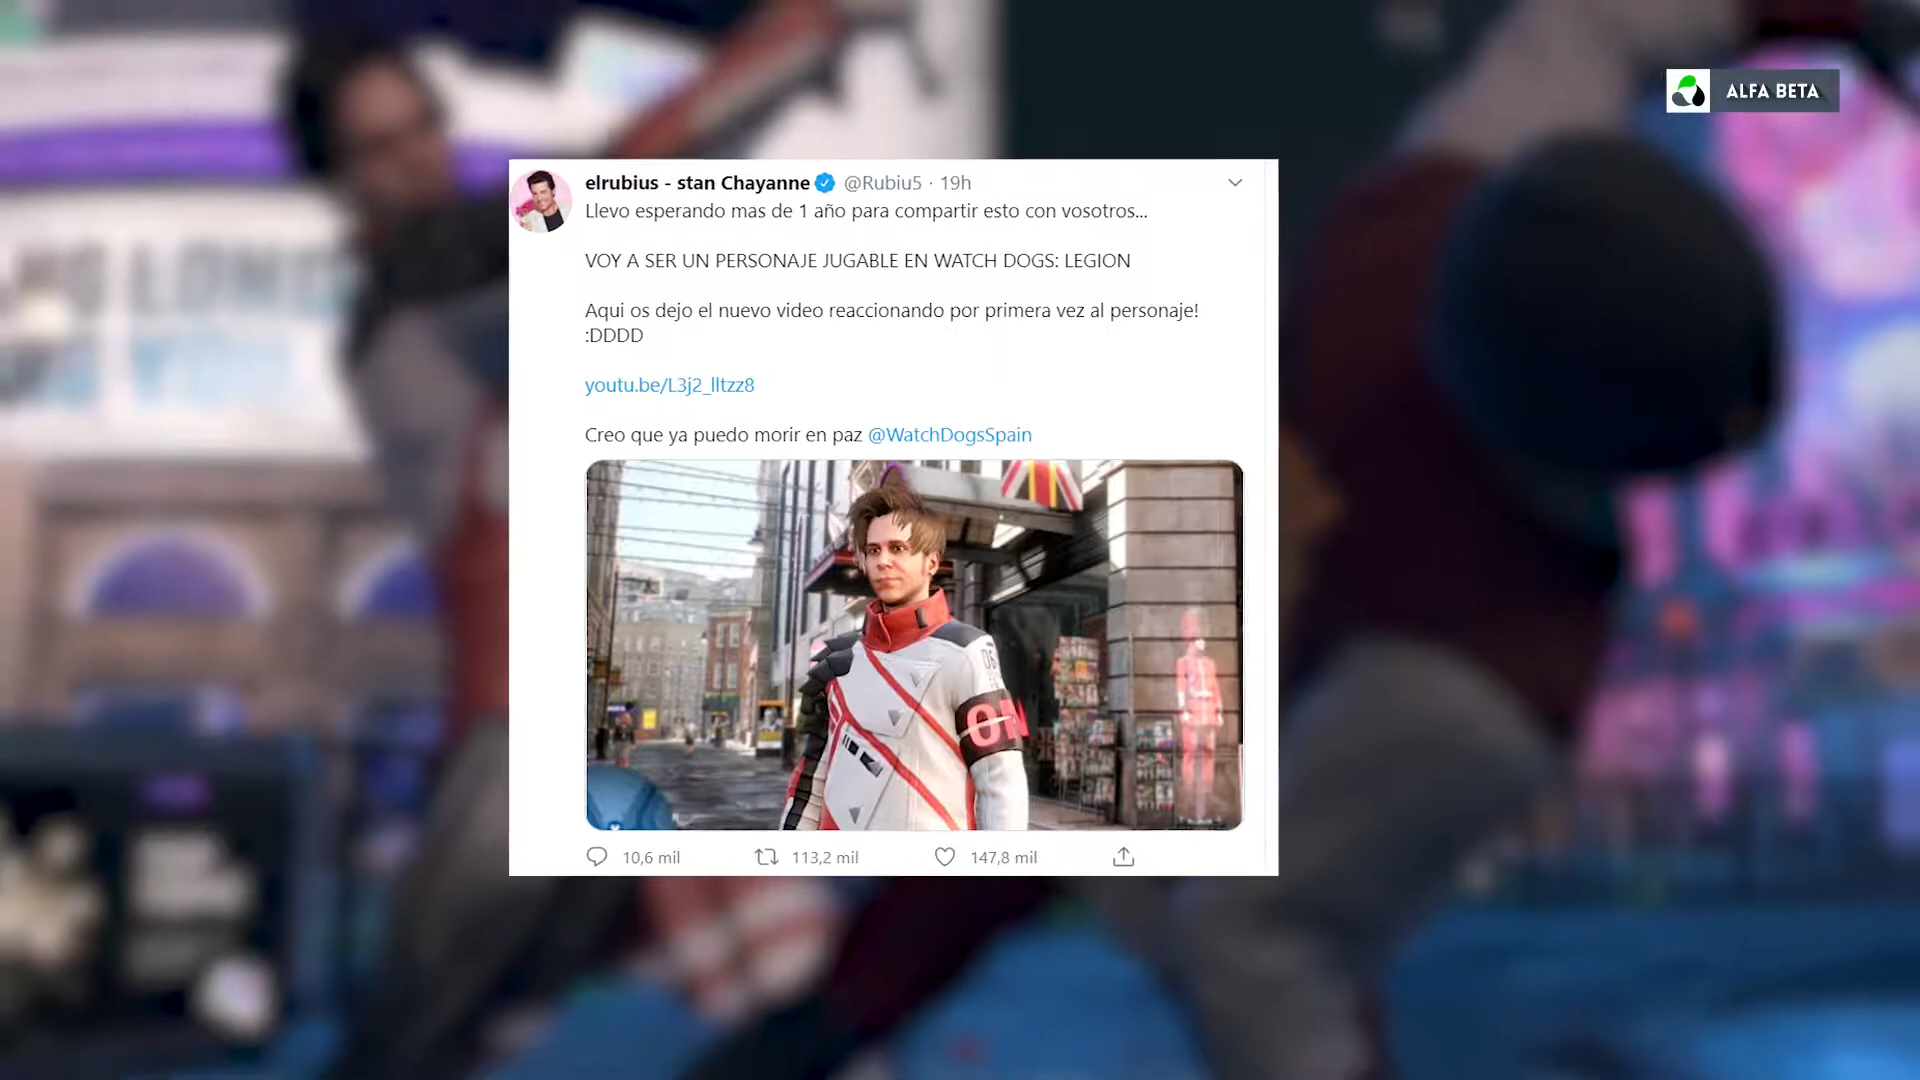 ALFA BETA
elrubius - stan Chayanne @Rubiu5 · 19h
Llevo esperando mas de 1 año para compartir esto con vosotros...
VOY A SER UN PERSONAJE JUGABLE EN WATCH DOGS: LEGION
Aqui os dejo el nuevo video reaccionando por primera vez al personaje!
:DDDD
youtu.be/L3j2_lltzz8
Creo que ya puedo morir en paz @WatchDogsSpain
06
ON
10,6 mil 113,2 mil 147,8 mil